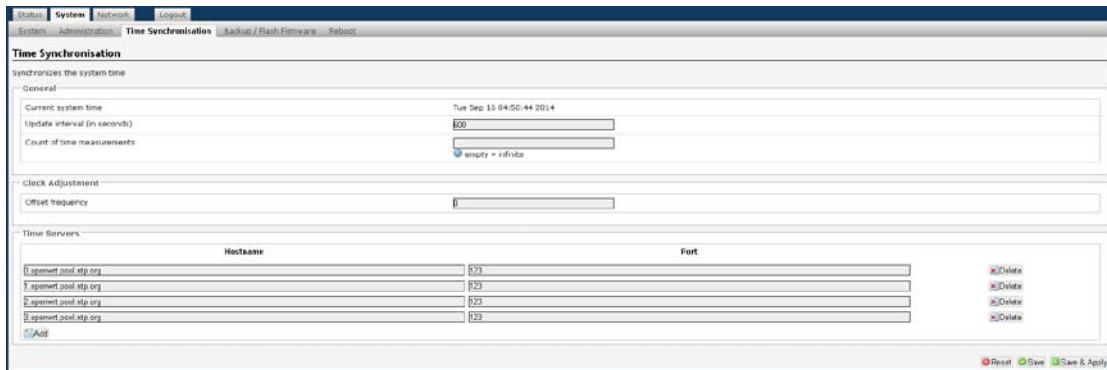 Status System Network Logout
System Administration Time Synchronisation Backup / Flash Firmware Reboot
Time Synchronisation
Synchronizes the system time
General
Current system time Tue Sep 16 04:50:44 2014
Update interval (in seconds) 600
Count of time measurements
empty = infinite
Clock Adjustment
Offset frequency 0
Time Servers
Hostname Port
0.openwrt.pool.ntp.org 123 Delete
1.openwrt.pool.ntp.org 123 Delete
2.openwrt.pool.ntp.org 123 Delete
3.openwrt.pool.ntp.org 123 Delete
Add
Reset Save Save & Apply